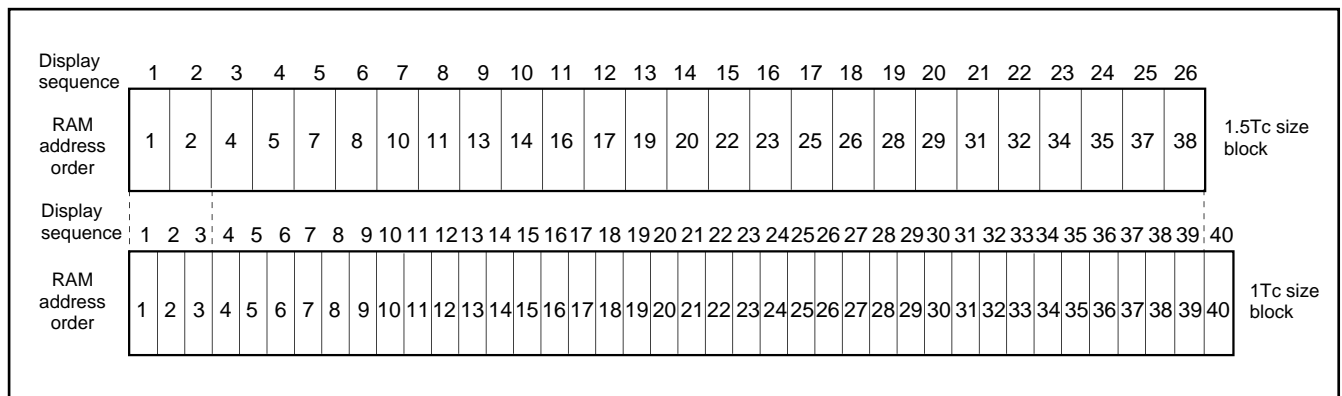 Display
sequence
1 2 3 4 5 6 7 8 9 10 11 12 13 14 15 16 17 18 19 20 21 22 23 24 25 26
RAM
address
order
1 2 4 5 7 8 10 11 13 14 16 17 19 20 22 23 25 26 28 29 31 32 34 35 37 38
1.5Tc size
block
Display
sequence
1 2 3 4 5 6 7 8 9 10 11 12 13 14 15 16 17 18 19 20 21 22 23 24 25 26 27 28 29 30 31 32 33 34 35 36 37 38 39 40
RAM
address
order
1 2 3 4 5 6 7 8 9 10 11 12 13 14 15 16 17 18 19 20 21 22 23 24 25 26 27 28 29 30 31 32 33 34 35 36 37 38 39 40
1Tc size
block